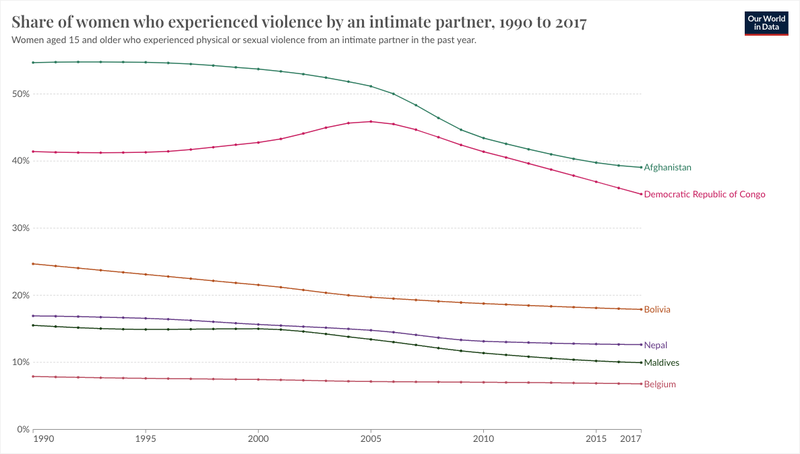 Share of women who experienced violence by an intimate partner, 1990 to 2017
Our World
in Data
Women aged 15 and older who experienced physical or sexual violence from an intimate partner in the past year.
50%
40%
30%
20%
10%
0%
Afghanistan
Democratic Republic of Congo
Bolivia
Nepal
Maldives
Belgium
1990 1995 2000 2005 2010 2015 2017